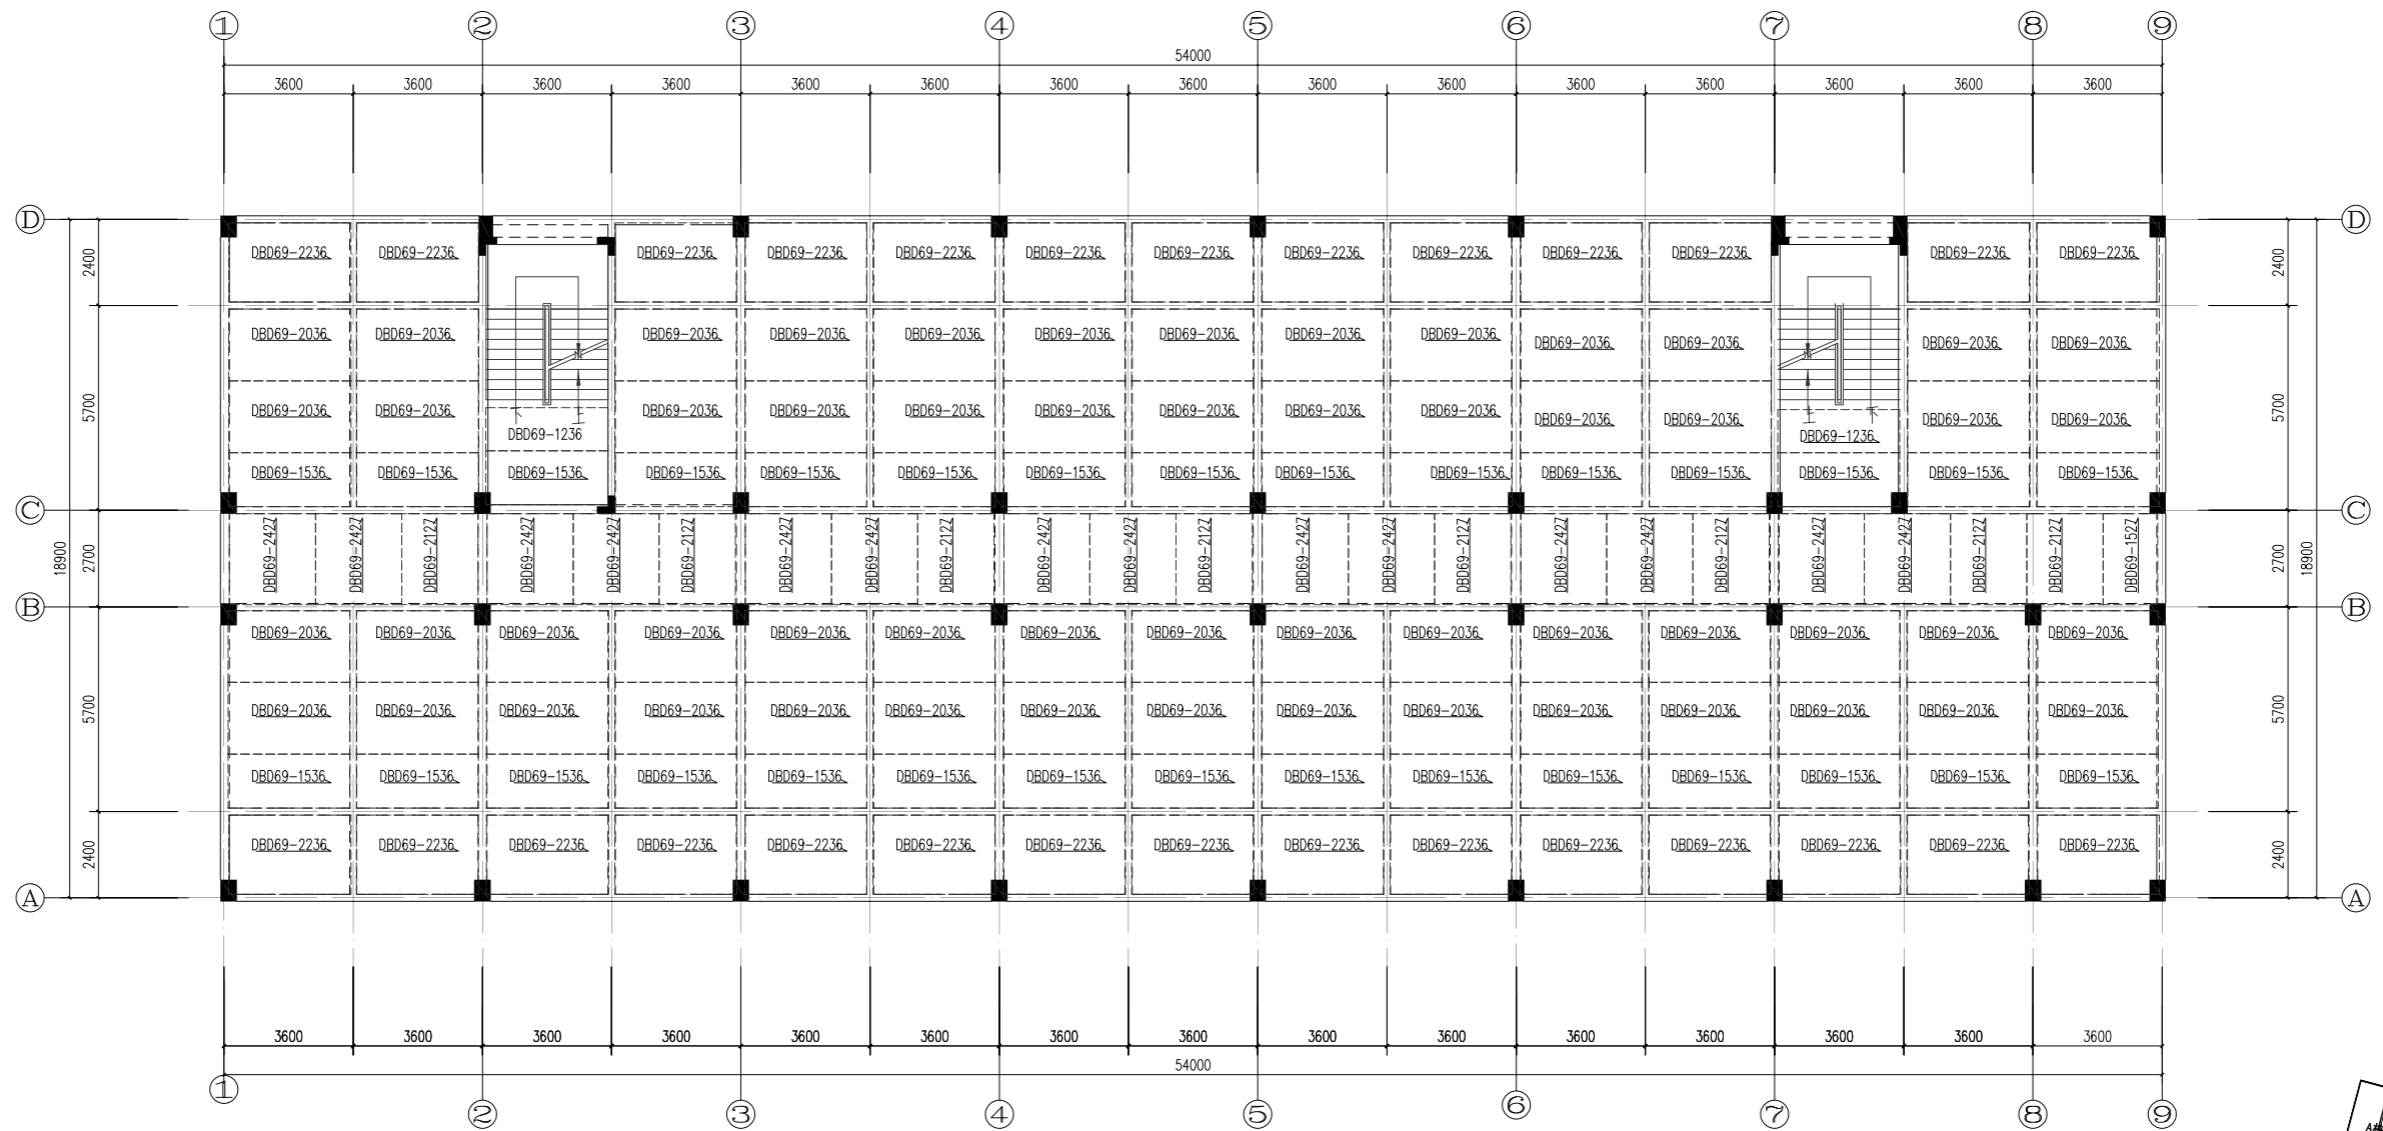 ① ② ③ ④ ⑤ ⑥ ⑦ ⑧ ⑨
54000
3600 3600 3600 3600 3600 3600 3600 3600 3600 3600 3600 3600 3600 3600 3600
D D
2400 DBD69-2236 DBD69-2236 DBD69-2236 DBD69-2236 DBD69-2236 DBD69-2236 DBD69-2236 DBD69-2236 DBD69-2236 DBD69-2236 DBD69-2236 DBD69-2236 DBD69-2236 2400
DBD69-2036 DBD69-2036 DBD69-2036 DBD69-2036 DBD69-2036 DBD69-2036 DBD69-2036 DBD69-2036 DBD69-2036 DBD69-2036 DBD69-2036 DBD69-2036 DBD69-2036
5700 DBD69-2036 DBD69-2036 DBD69-2036 DBD69-2036 DBD69-2036 DBD69-2036 DBD69-2036 DBD69-2036 DBD69-2036 DBD69-2036 DBD69-2036 DBD69-2036 DBD69-2036 5700
DBD69-1236 DBD69-1236
DBD69-1536 DBD69-1536 DBD69-1536 DBD69-1536 DBD69-1536 DBD69-1536 DBD69-1536 DBD69-1536 DBD69-1536 DBD69-1536 DBD69-1536 DBD69-1536 DBD69-1536 DBD69-1536 DBD69-1536
C C
18900 2700 DBD69-2427 DBD69-2427 DBD69-2127 DBD69-2427 DBD69-2427 DBD69-2127 DBD69-2427 DBD69-2427 DBD69-2127 DBD69-2427 DBD69-2427 DBD69-2127 DBD69-2427 DBD69-2427 DBD69-2127 DBD69-2427 DBD69-2427 DBD69-2127 DBD69-2427 DBD69-2427 DBD69-2127 DBD69-2127 DBD69-1527 2700 18900
B B
DBD69-2036 DBD69-2036 DBD69-2036 DBD69-2036 DBD69-2036 DBD69-2036 DBD69-2036 DBD69-2036 DBD69-2036 DBD69-2036 DBD69-2036 DBD69-2036 DBD69-2036 DBD69-2036 DBD69-2036
5700 DBD69-2036 DBD69-2036 DBD69-2036 DBD69-2036 DBD69-2036 DBD69-2036 DBD69-2036 DBD69-2036 DBD69-2036 DBD69-2036 DBD69-2036 DBD69-2036 DBD69-2036 DBD69-2036 DBD69-2036 5700
DBD69-1536 DBD69-1536 DBD69-1536 DBD69-1536 DBD69-1536 DBD69-1536 DBD69-1536 DBD69-1536 DBD69-1536 DBD69-1536 DBD69-1536 DBD69-1536 DBD69-1536 DBD69-1536 DBD69-1536
2400 DBD69-2236 DBD69-2236 DBD69-2236 DBD69-2236 DBD69-2236 DBD69-2236 DBD69-2236 DBD69-2236 DBD69-2236 DBD69-2236 DBD69-2236 DBD69-2236 DBD69-2236 DBD69-2236 DBD69-2236 2400
A A
3600 3600 3600 3600 3600 3600 3600 3600 3600 3600 3600 3600 3600 3600 3600
54000
① ② ③ ④ ⑤ ⑥ ⑦ ⑧ ⑨